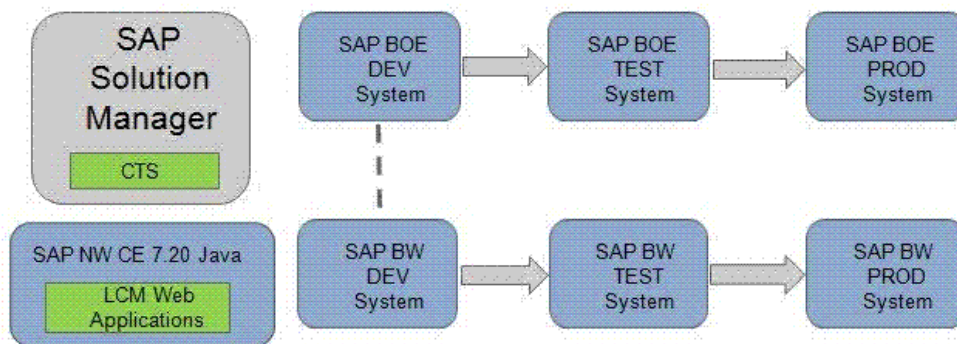 SAP
Solution
Manager
CTS
SAP NW CE 7.20 Java
LCM Web
Applications
SAP BOE
DEV
System
SAP BOE
TEST
System
SAP BOE
PROD
System
SAP BW
DEV
System
SAP BW
TEST
System
SAP BW
PROD
System